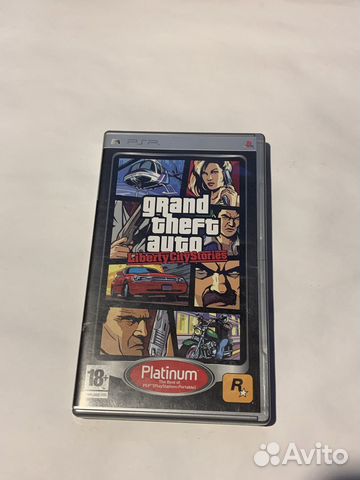 PSP
grand
theft
auto
Liberty City Stories
18+
Platinum
The Best of
PSP® (PlayStation®Portable)
R
Avito